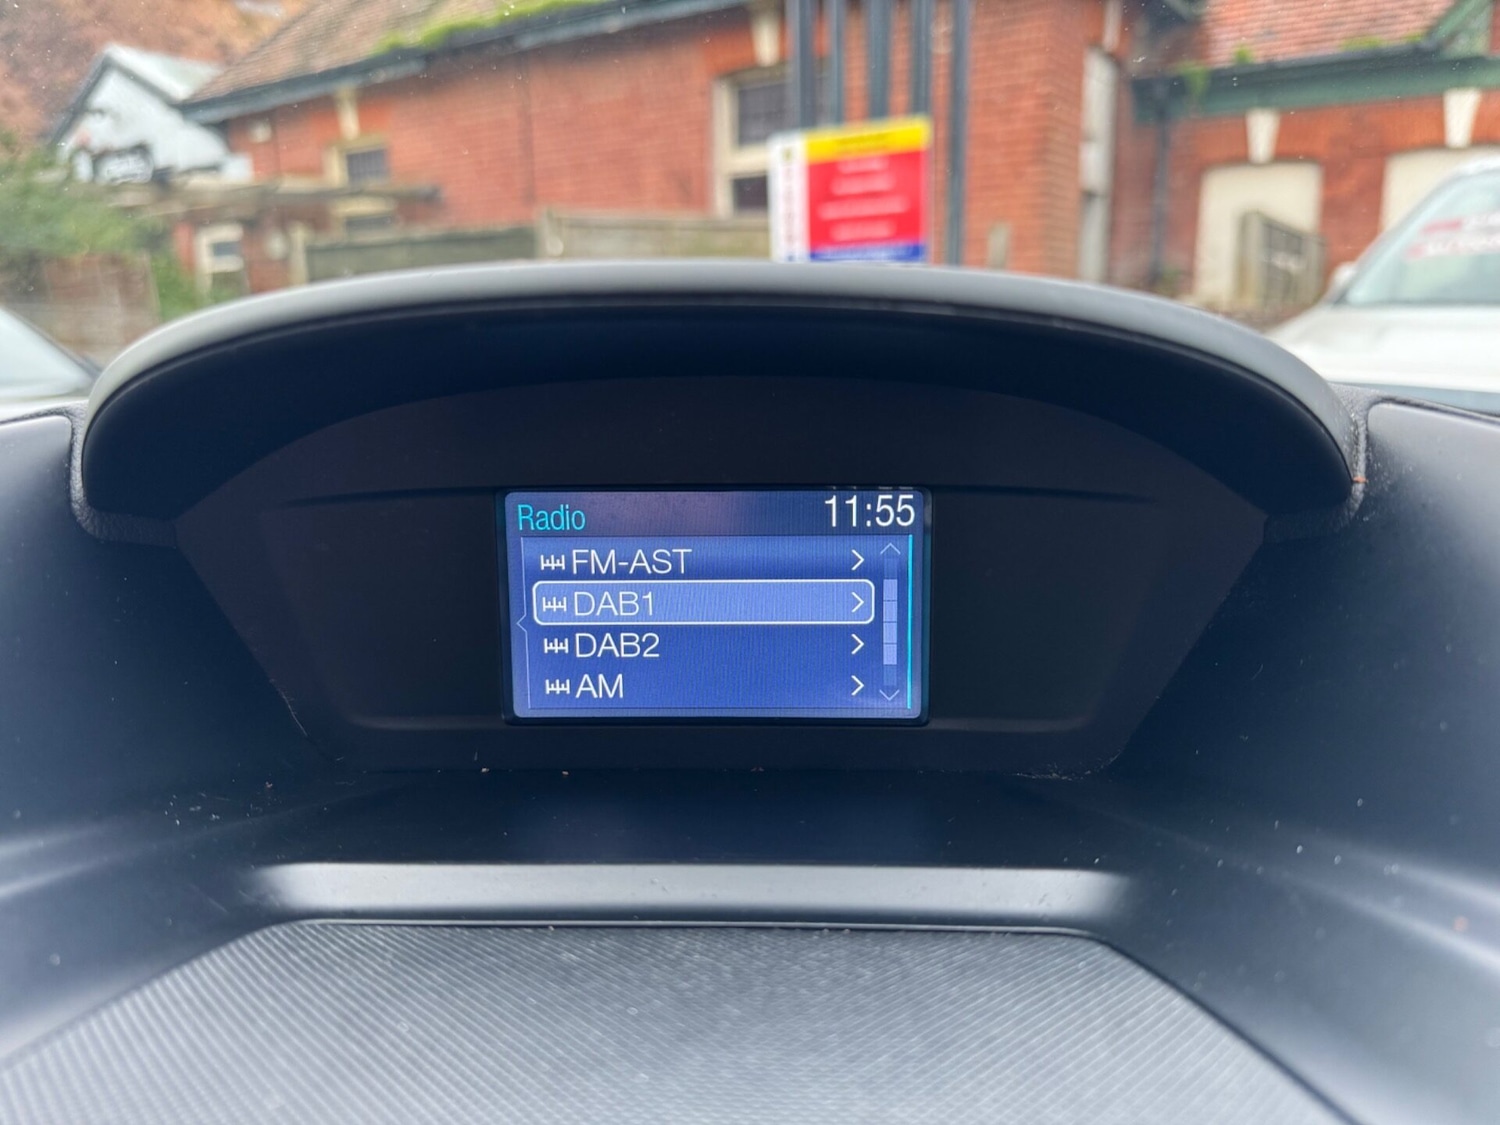 Radio 11:55
FM-AST
DAB1
DAB2
AM